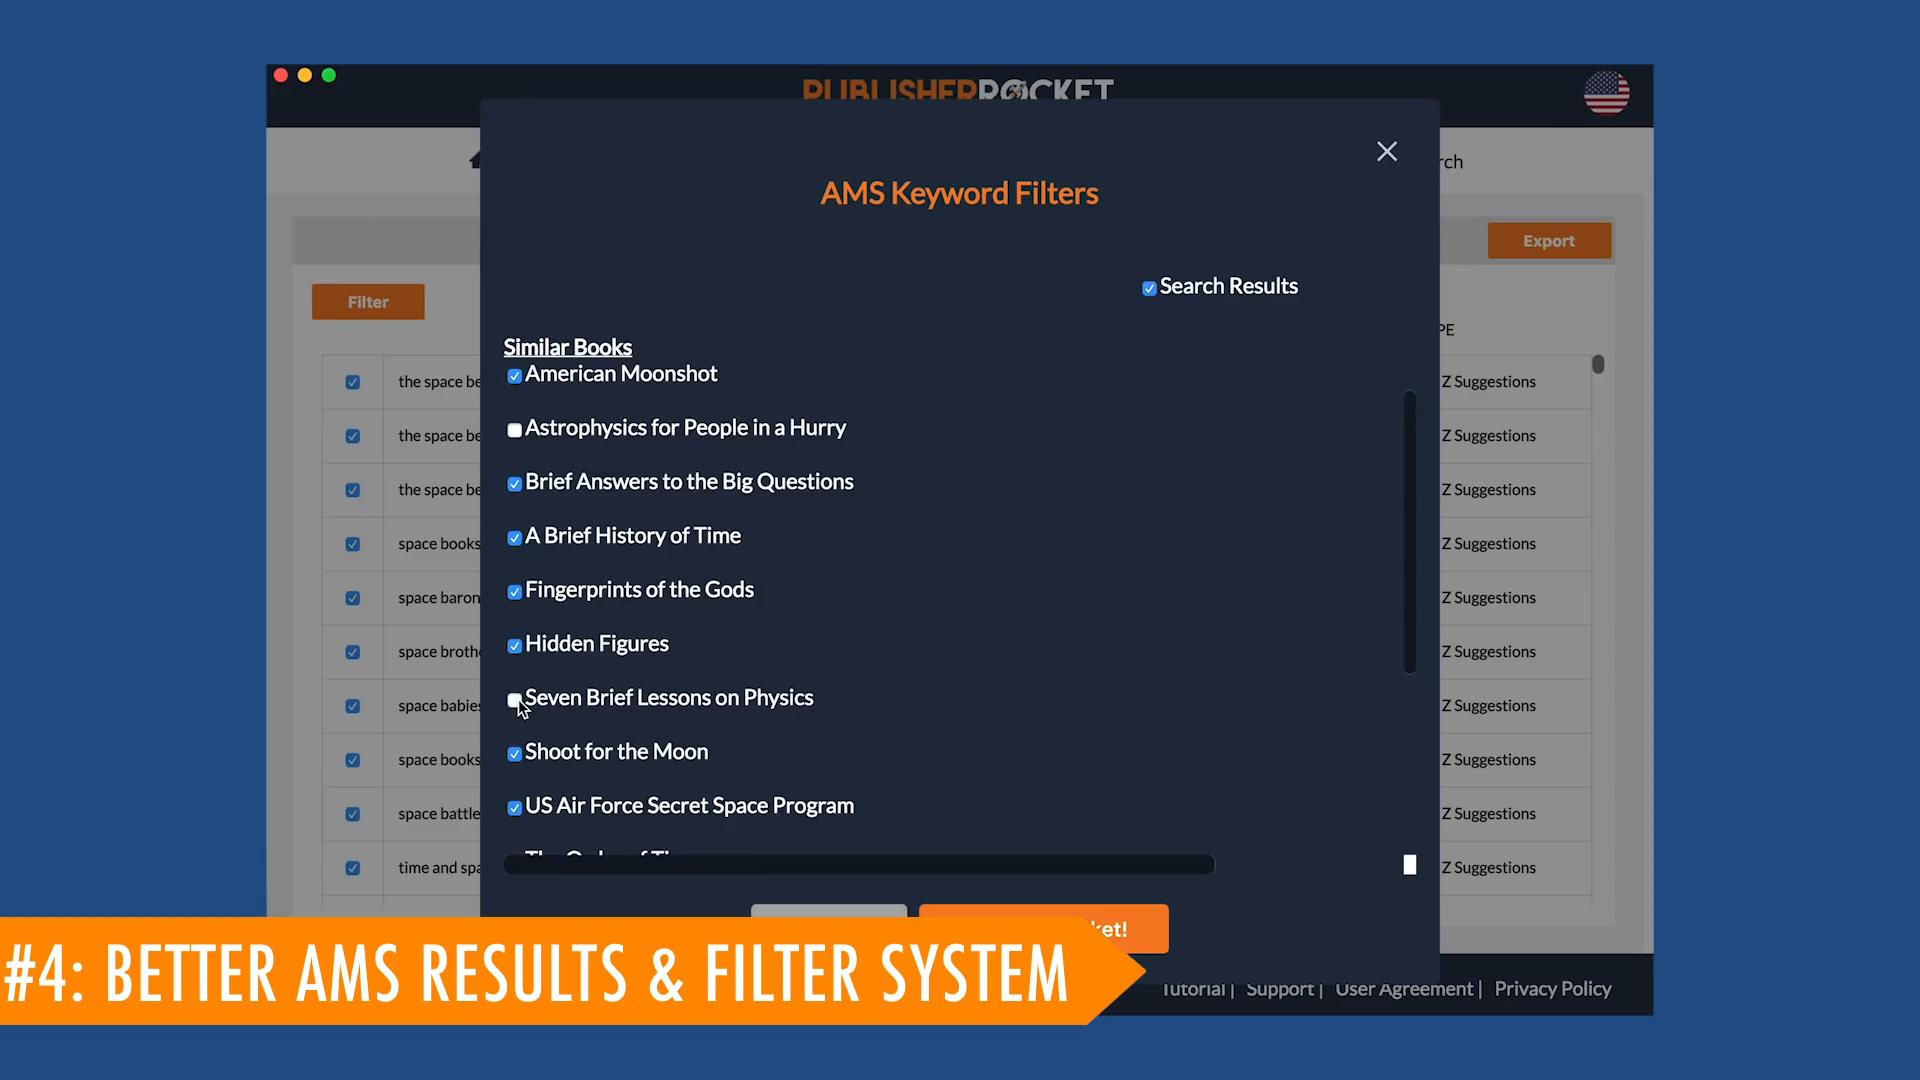 PUBLISHERROCKET
rch
AMS Keyword Filters
Export
Search Results
Filter
PE
Similar Books
American Moonshot
the space be
Z Suggestions
Astrophysics for People in a Hurry
the space be
Z Suggestions
Brief Answers to the Big Questions
the space be
Z Suggestions
A Brief History of Time
space books
Z Suggestions
Fingerprints of the Gods
space baron
Z Suggestions
Hidden Figures
space broth
Z Suggestions
Seven Brief Lessons on Physics
space babies
Z Suggestions
Shoot for the Moon
space books
Z Suggestions
US Air Force Secret Space Program
space battle
Z Suggestions
time and spa
Z Suggestions
ket!
#4: BETTER AMS RESULTS & FILTER SYSTEM
Tutorial | Support | User Agreement | Privacy Policy